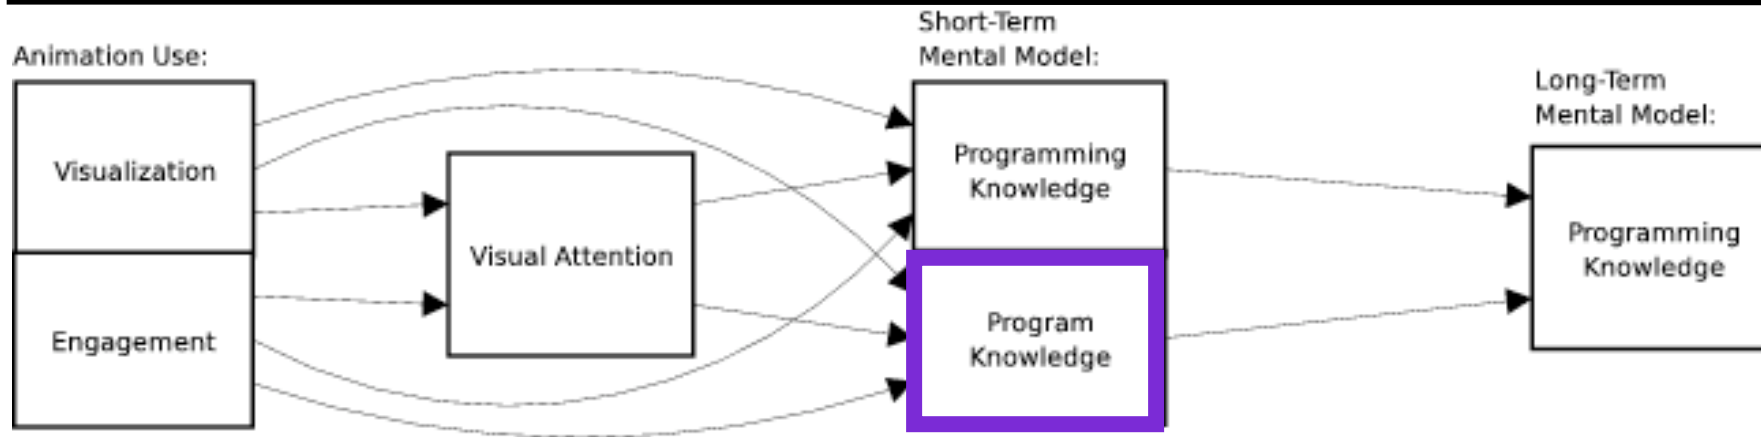 Animation Use:
Visualization
Engagement
Visual Attention
Short-Term
Mental Model:
Programming
Knowledge
Program
Knowledge
Long-Term
Mental Model:
Programming
Knowledge